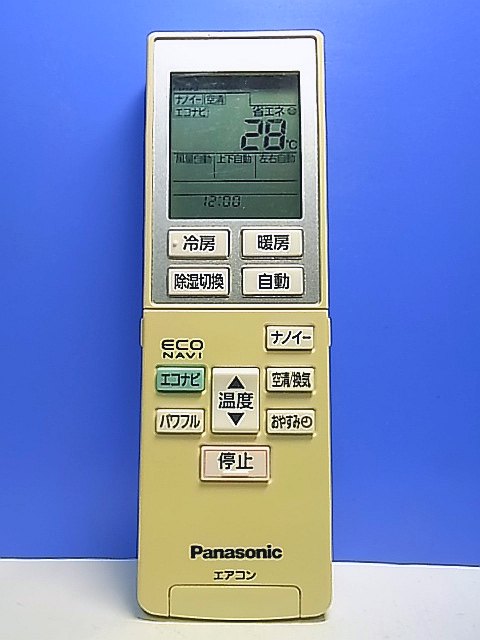 ナノイー 空清
エコナビ 省エネ
28℃
風量自動 上下自動 左右自動
12:00
冷房 暖房
除湿切換 自動
ECO NAVI
ナノイー
エコナビ 温度 空清/換気
パワフル おやすみ
停止
Panasonic
エアコン